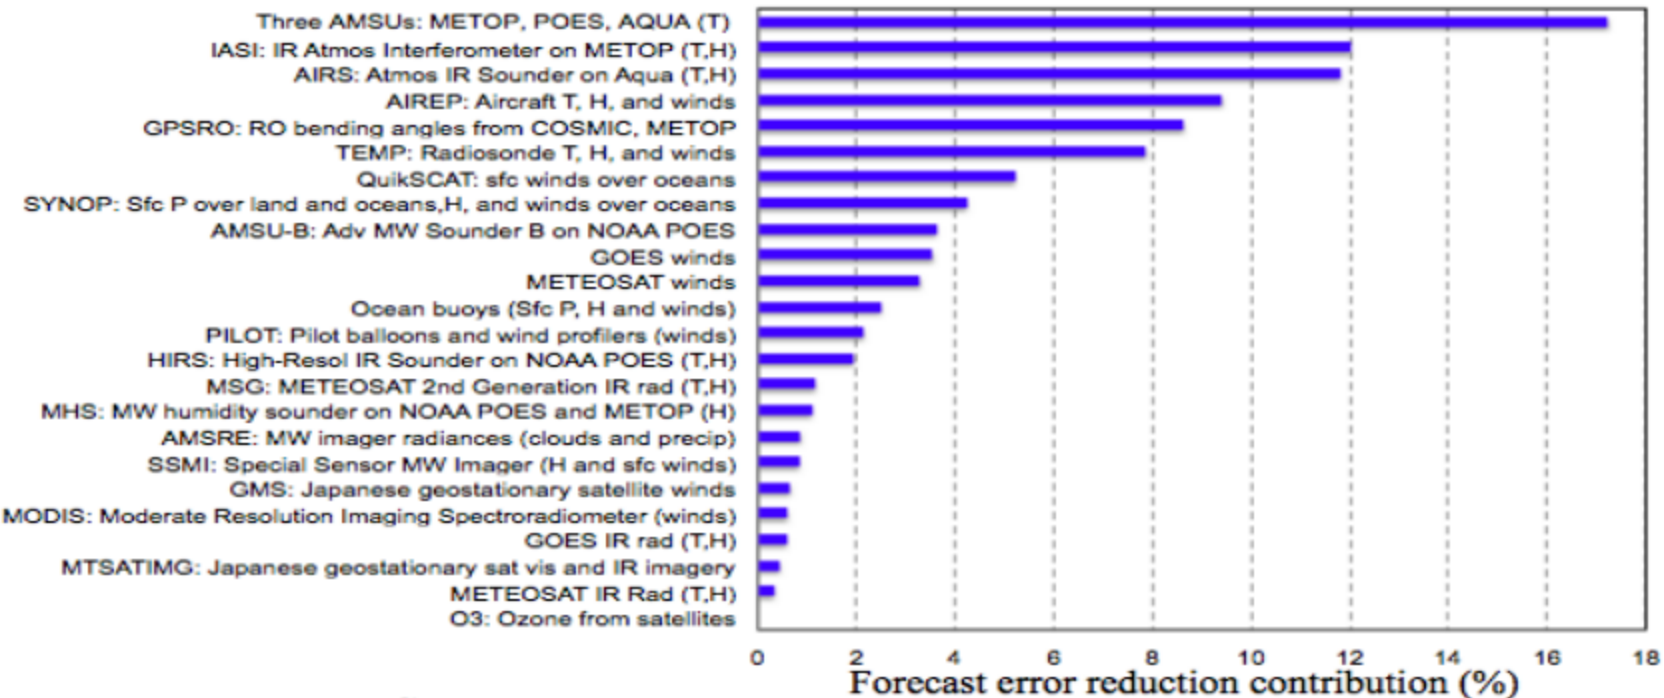 Three AMSUs: METOP, POES, AQUA (T)
IASI: IR Atmos Interferometer on METOP (T,H)
AIRS: Atmos IR Sounder on Aqua (T,H)
AIREP: Aircraft T, H, and winds
GPSRO: RO bending angles from COSMIC, METOP
TEMP: Radiosonde T, H, and winds
QuikSCAT: sfc winds over oceans
SYNOP: Sfc P over land and oceans,H, and winds over oceans
AMSU-B: Adv MW Sounder B on NOAA POES
GOES winds
METEOSAT winds
Ocean buoys (Sfc P, H and winds)
PILOT: Pilot balloons and wind profilers (winds)
HIRS: High-Resol IR Sounder on NOAA POES (T,H)
MSG: METEOSAT 2nd Generation IR rad (T,H)
MHS: MW humidity sounder on NOAA POES and METOP (H)
AMSRE: MW imager radiances (clouds and precip)
SSMI: Special Sensor MW Imager (H and sfc winds)
GMS: Japanese geostationary satellite winds
MODIS: Moderate Resolution Imaging Spectroradiometer (winds)
GOES IR rad (T,H)
MTSATIMG: Japanese geostationary sat vis and IR imagery
METEOSAT IR Rad (T,H)
O3: Ozone from satellites
0 2 4 6 8 10 12 14 16 18
Forecast error reduction contribution (%)